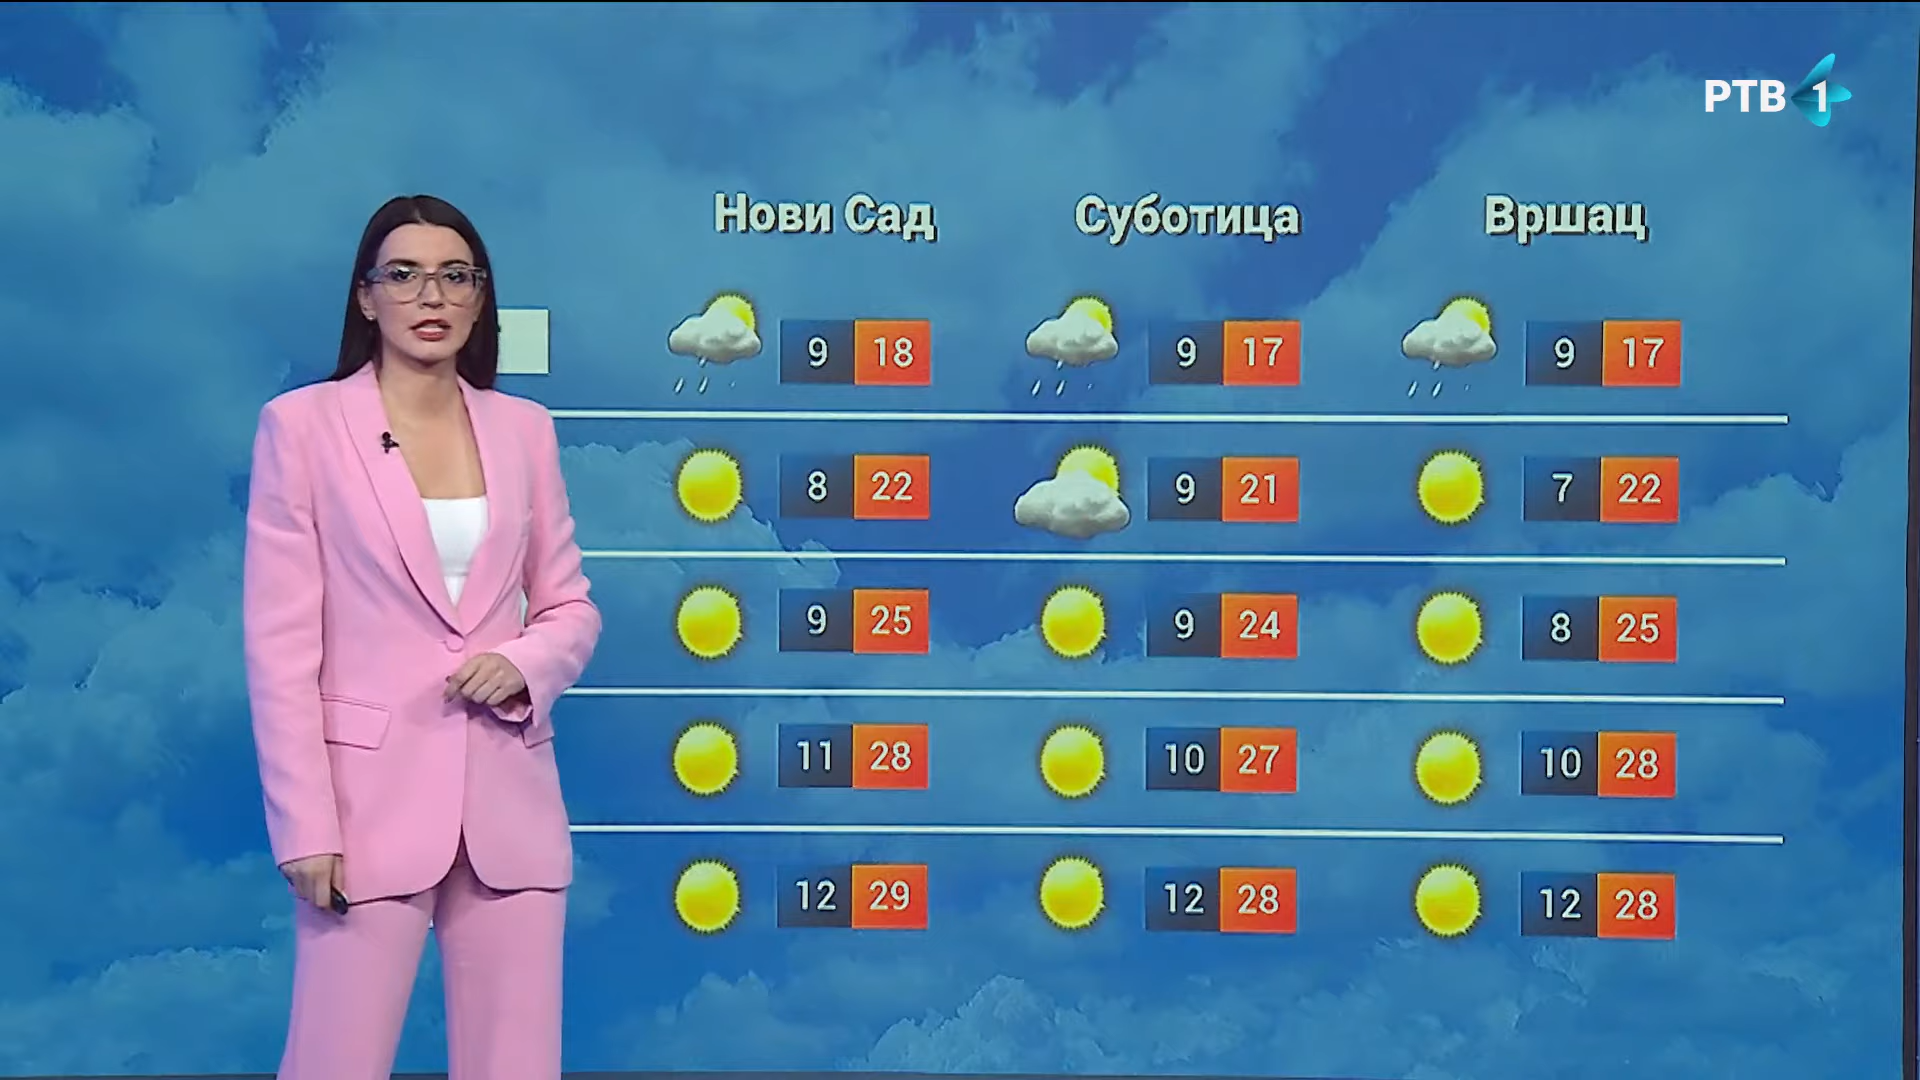 РТВ 1
Нови Сад Суботица Вршац
9 18 9 17 9 17
8 22 9 21 7 22
9 25 9 24 8 25
11 28 10 27 10 28
12 29 12 28 12 28